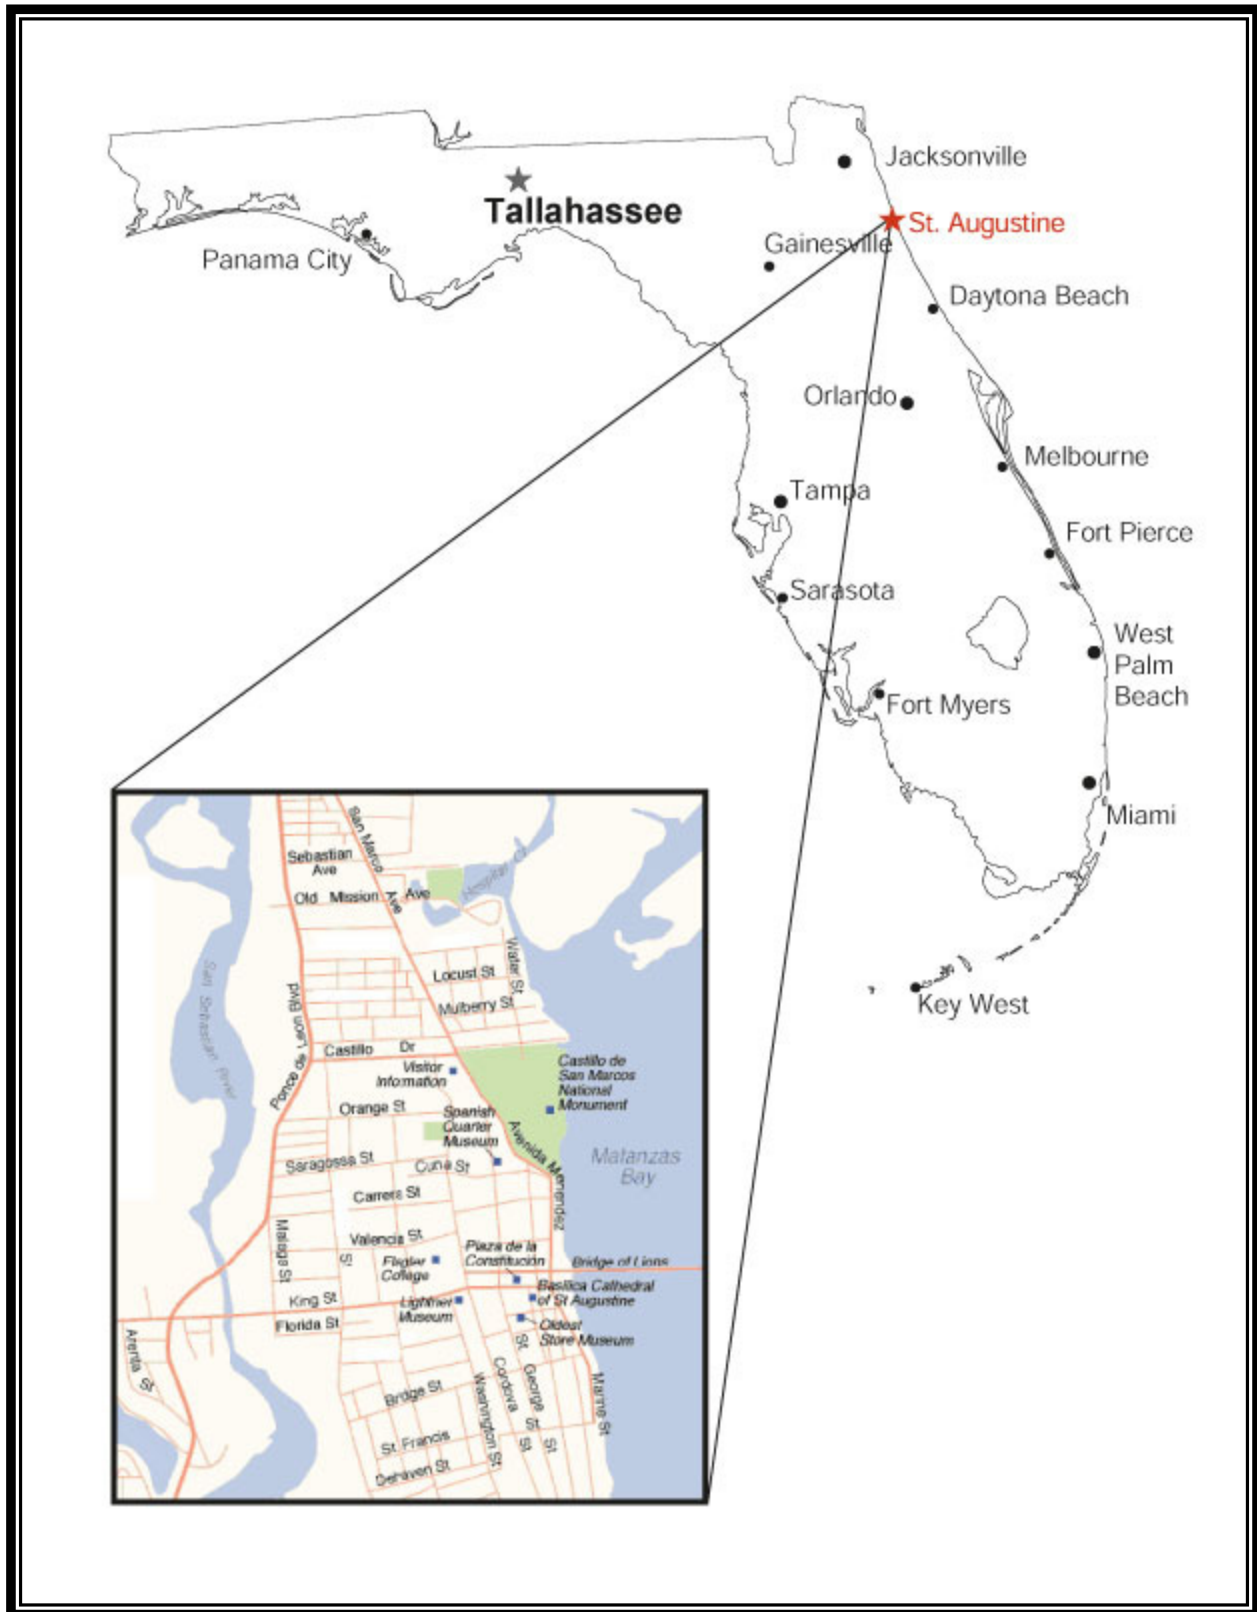 Jacksonville
Tallahassee
St. Augustine
Gainesville
Panama City
Daytona Beach
Orlando
Melbourne
Tampa
Fort Pierce
Sarasota
West
Palm
Beach
Fort Myers
Miami
Key West
San Marco
Ave
Sebastian
Ave
Old Mission Ave
Hospital Cr
San Sebastian River
Water St
Locust St
Mulberry St
Ponce de Leon Blvd
Castillo Dr
Visitor
Information
Castillo de
San Marcos
National
Monument
Orange St
Spanish
Quarter
Museum
Avenida Menendez
Matanzas
Bay
Saragossa St
Cuna St
Carrera St
Malaga St
Valencia St
St
Flagler
College
Plaza de la
Constitución
Bridge of Lions
King St
Lightner
Museum
Basilica Cathedral
of St Augustine
Florida St
Oldest
Store Museum
Arenta St
St
Bridge St
Washington St
Cordova
St
George
St
St
Marine St
St Francis
Dehaven St